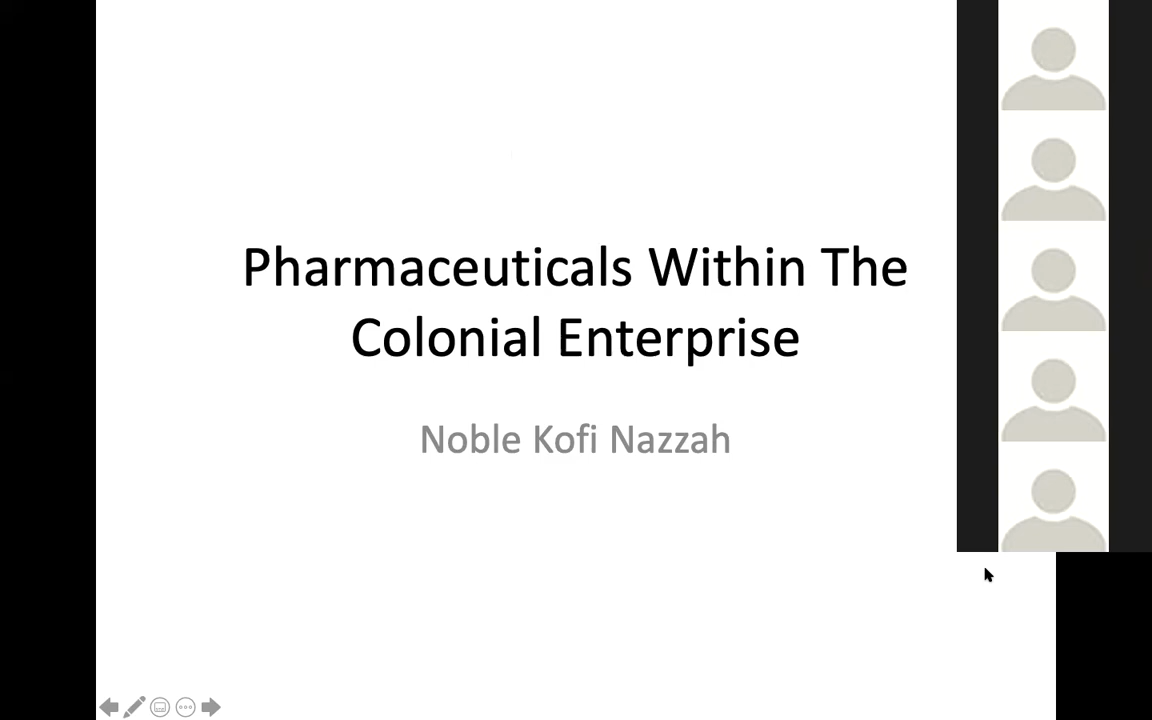 Pharmaceuticals Within The
Colonial Enterprise
Noble Kofi Nazzah